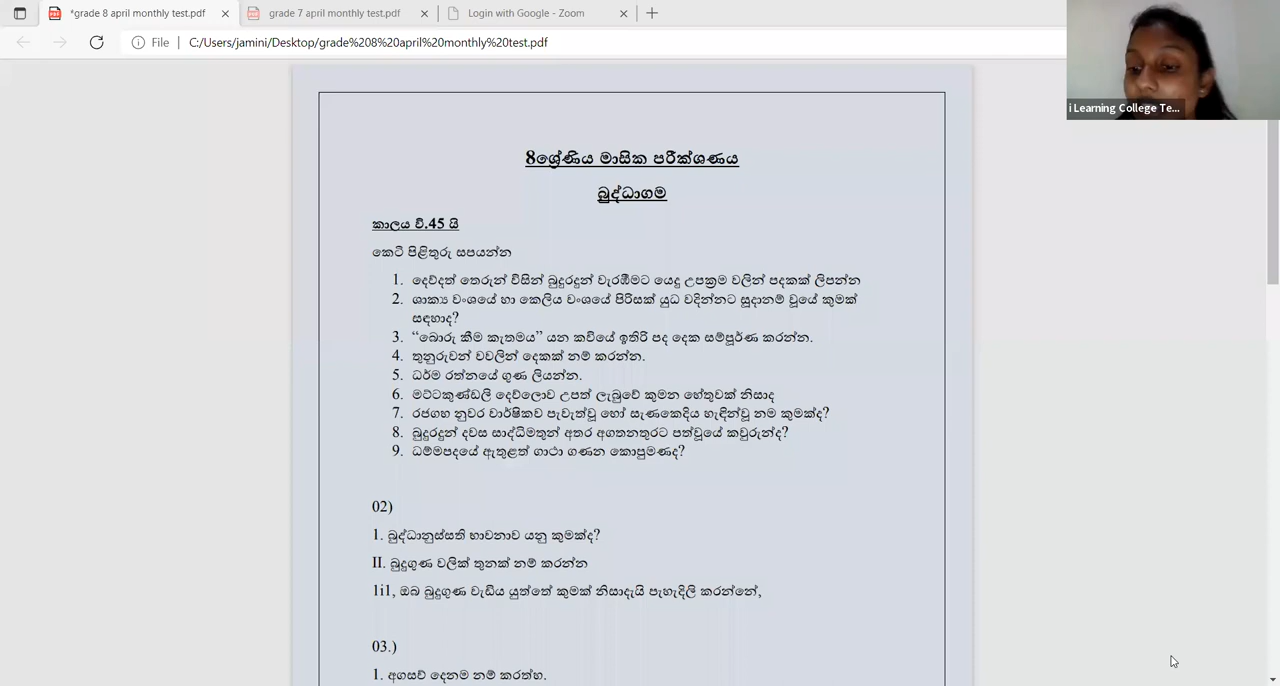 *grade 8 april monthly test.pdf
grade 7 april monthly test.pdf
Login with Google - Zoom
File
C:/Users/jamini/Desktop/grade%208%20april%20monthly%20test.pdf
i Learning College Te...
8ශ්‍රේණිය මාසික පරීක්ශණය
බුද්ධාගම
කාලය වි.45 යි
කෙටි පිළිතුරු සපයන්න
1. දෙව්දත් තෙරුන් විසින් බුදුරදුන් වැරඹීමට යෙදු උපක්‍රම වලින් පදකක් ලිපන්න
2. ශාක්‍ය වංශයේ හා කෙලිය වංශයේ පිරිසක් යුධ වදින්නට සූදානම් වූයේ කුමක්
සඳහාද?
3. “බොරු කීම කැතමය” යන කවියේ ඉතිරි පද දෙක සම්පූර්ණ කරන්න.
4. තුනුරුවන් වචලින් දෙකක් නම් කරන්න.
5. ධර්ම රත්නයේ ගුණ ලියන්න.
6. මට්ටකුණ්ඩලි දෙව්ලොව උපත් ලැබුවේ කුමන හේතුවක් නිසාද
7. රජගහ නුවර වාර්ෂිකව පැවැත්වූ හෝ සැණකෙදිය හැඳින්වූ නම කුමක්ද?
8. බුදුරදුන් දවස සාද්ධිමතුන් අතර අගතනතුරට පත්වූයේ කවුරුන්ද?
9. ධම්මපදයේ ඇතුළත් ගාථා ගණන කොපුමණද?
02)
1. බුද්ධානුස්සති භාවනාව යනු කුමක්ද?
II. බුදුගුණ වලික් තුනක් නම් කරන්න
1i1, ඔබ බුදුගුණ වැඩිය යුත්තේ කුමක් නිසාදැයි පැහැදිලි කරන්නේ,
03.)
1. අගසව් දෙනම නම් කරත්හ.